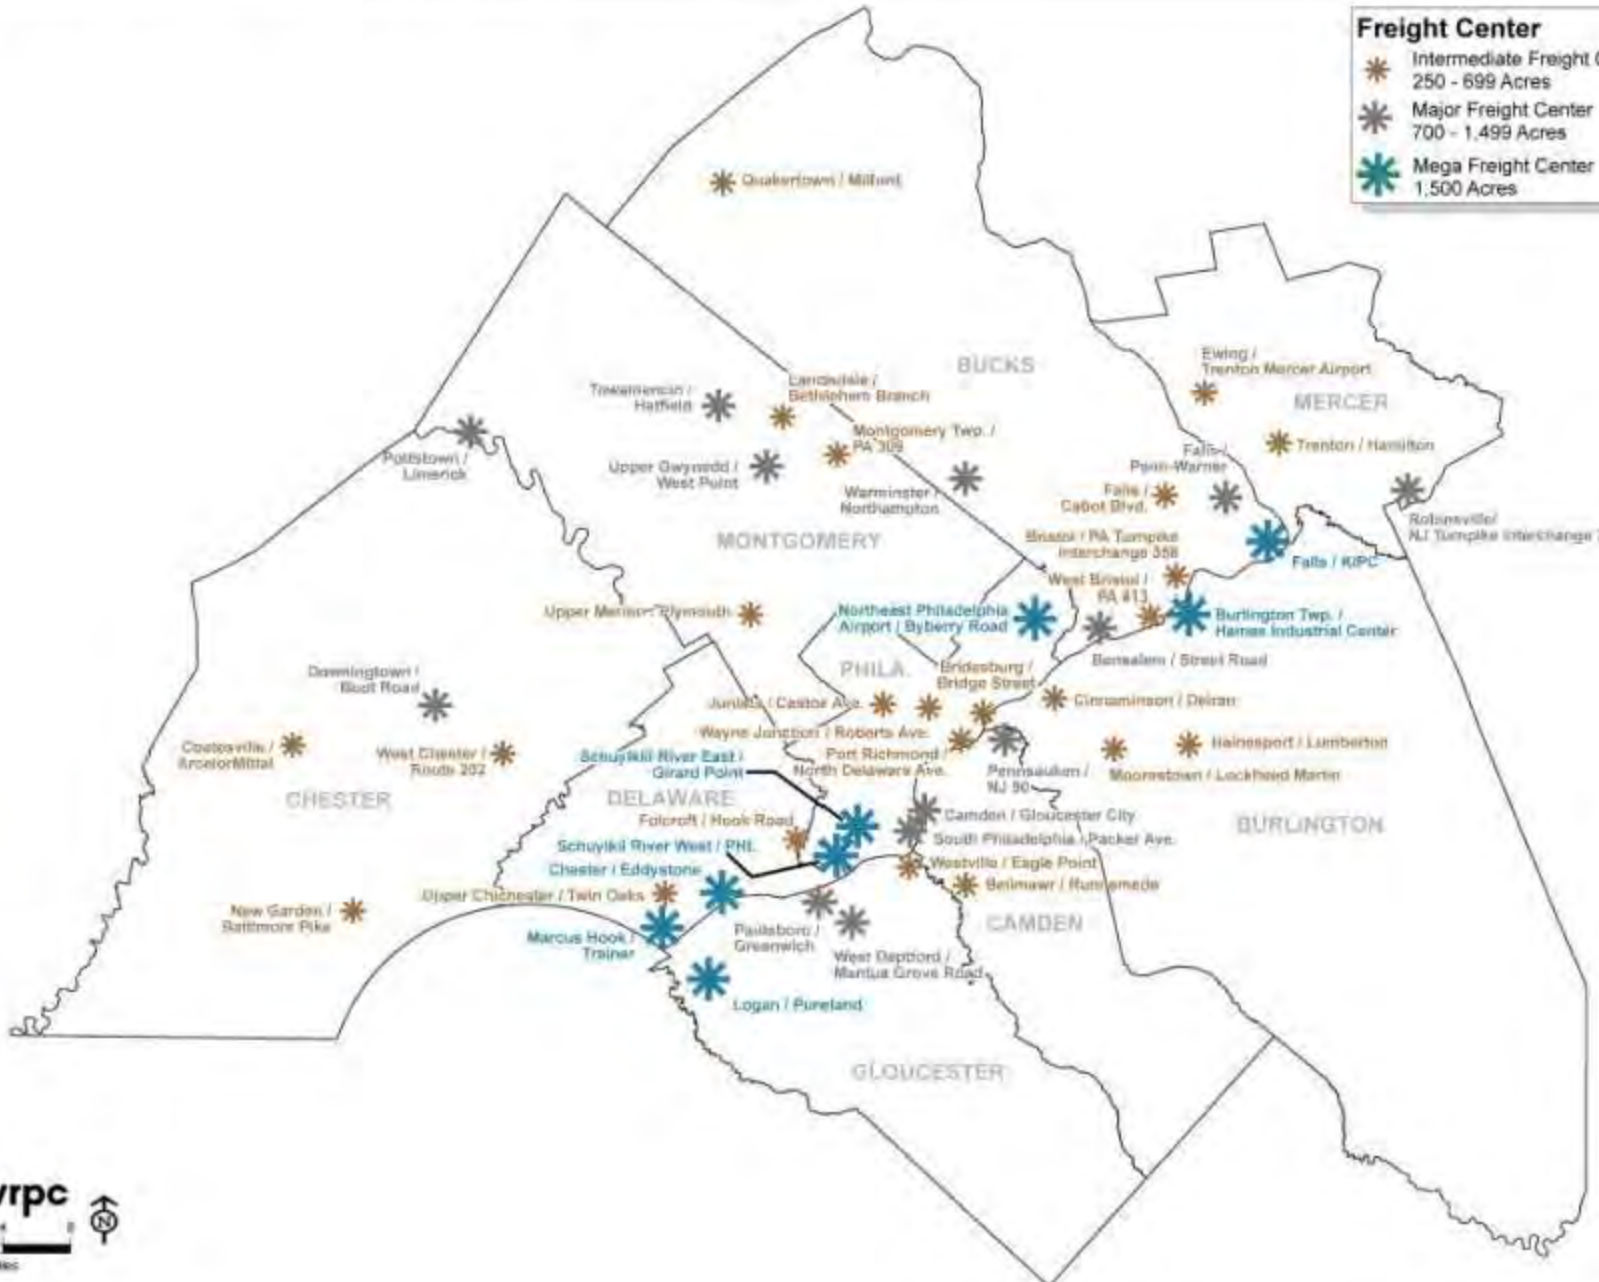 Freight Center
Intermediate Freight
250 - 699 Acres
Major Freight Center
700 - 1,499 Acres
Mega Freight Center
1,500 Acres
Quakertown / Milford
BUCKS
Ewing /
Trenton Mercer Airport
MERCER
Trenton / Hamilton
Towamencin /
Hatfield
Lansdale /
Bethlehem Branch
Montgomery Twp. /
PA 309
Pottstown /
Limerick
Upper Gwynedd /
West Point
Warminster /
Northampton
Falls /
Penn-Warner
Falls /
Cabot Blvd.
Robinsville/
NJ Turnpike Interchange
MONTGOMERY
Bristol / PA Turnpike
Interchange 358
Falls / KIPC
West Bristol /
PA 413
Upper Merion / Plymouth
Northeast Philadelphia
Airport / Byberry Road
Burlington Twp. /
Haines Industrial Center
PHILA.
Bensalem / Street Road
Bridesburg /
Bridge Street
Downingtown /
Boot Road
Juniata / Castor Ave.
Cinnaminson / Delran
Wayne Junction / Roberts Ave.
Coatesville /
ArcelorMittal
West Chester /
Route 202
Schuylkill River East /
Girard Point
Port Richmond /
North Delaware Ave.
Pennsauken /
NJ 90
Hainesport / Lumberton
Moorestown / Lockheed Martin
CHESTER
DELAWARE
Folcroft / Hook Road
Camden / Gloucester City
BURLINGTON
South Philadelphia / Packer Ave.
Schuylkil River West / PHL
Chester / Eddystone
Westville / Eagle Point
Upper Chichester / Twin Oaks
Bellmawr / Runnemede
New Garden /
Baltimore Pike
Marcus Hook /
Trainer
Paulsboro /
Greenwich
CAMDEN
West Deptford /
Mantua Grove Road
Logan / Pureland
GLOUCESTER
vrpc
N